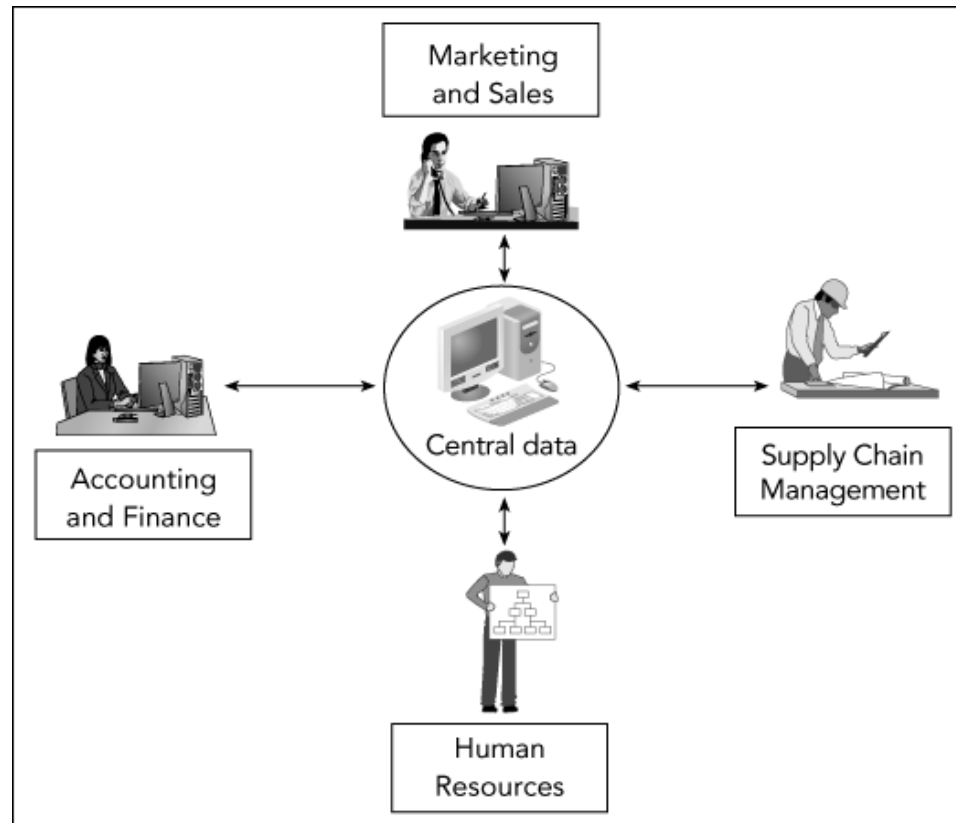 Marketing
and Sales
Central data
Accounting
and Finance
Supply Chain
Management
Human
Resources